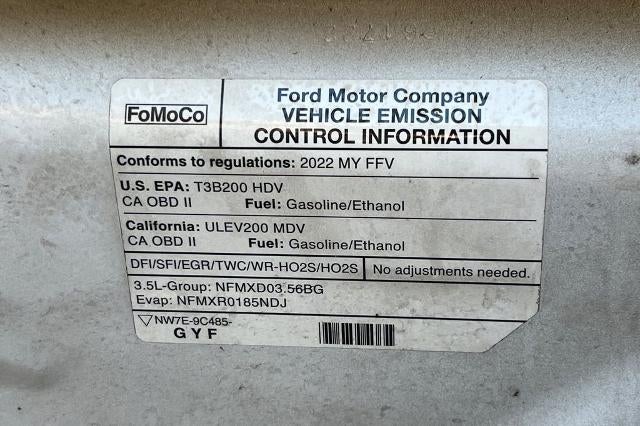 FoMoCo
Ford Motor Company
VEHICLE EMISSION
CONTROL INFORMATION
Conforms to regulations: 2022 MY FFV
U.S. EPA: T3B200 HDV
CA OBD II Fuel: Gasoline/Ethanol
California: ULEV200 MDV
CA OBD II Fuel: Gasoline/Ethanol
DFI/SFI/EGR/TWC/WR-HO2S/HO2S No adjustments needed.
3.5L-Group: NFMXD03.56BG
Evap: NFMXR0185NDJ
NW7E-9C485-
GYF